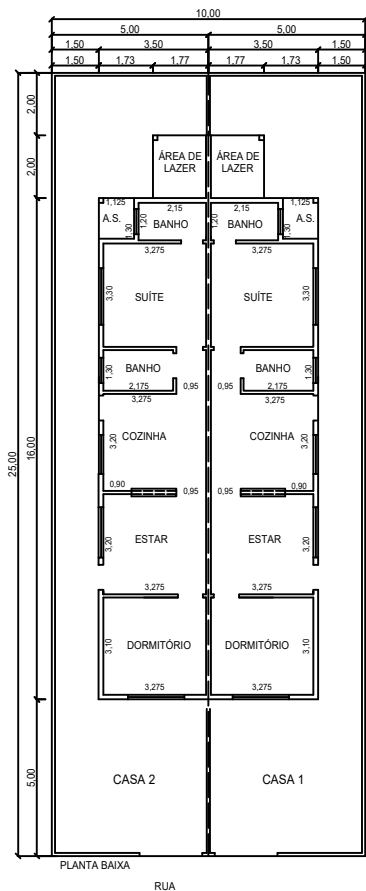 10,00
5,00 5,00
1.50 3.50 3.50 1.50
1.50 1.73 1.77 1.77 1.73 1.50
2,00
2,00
25,00
16,00
5,00
ÁREA DE LAZER
ÁREA DE LAZER
1,125 2,15 2,15 1,125
A.S. 1,30 1,20 BANHO 1,20 BANHO 1,30 A.S.
3,275 3,275
3,30 SUÍTE SUÍTE 3,30
1,30 BANHO BANHO 1,30
2,175 0,95 0,95 2,175
3,275 3,275
3,20 COZINHA COZINHA 3,20
0,90 0,95 0,95 0,90
3,20 ESTAR ESTAR 3,20
3,275 3,275
3,10 DORMITÓRIO DORMITÓRIO 3,10
3,275 3,275
CASA 2 CASA 1
PLANTA BAIXA
RUA